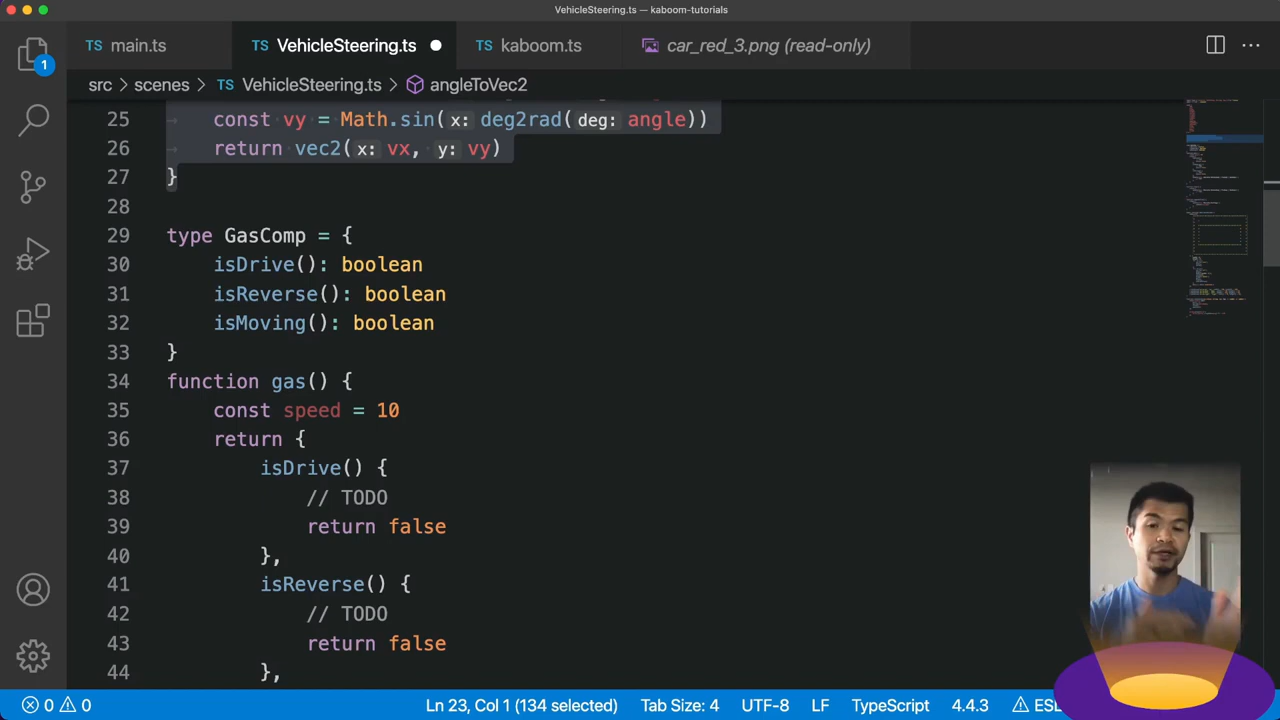 VehicleSteering.ts — kaboom-tutorials
TS main.ts TS VehicleSteering.ts TS kaboom.ts car_red_3.png (read-only)
1
src > scenes > TS VehicleSteering.ts > angleToVec2
25 const vy = Math.sin(x: deg2rad(deg: angle))
26 return vec2(x: vx, y: vy)
27 }
28
29 type GasComp = {
30 isDrive(): boolean
31 isReverse(): boolean
32 isMoving(): boolean
33 }
34 function gas() {
35 const speed = 10
36 return {
37 isDrive() {
38 // TODO
39 return false
40 },
41 isReverse() {
42 // TODO
43 return false
44 },
0 0 Ln 23, Col 1 (134 selected) Tab Size: 4 UTF-8 LF TypeScript 4.4.3 ESL